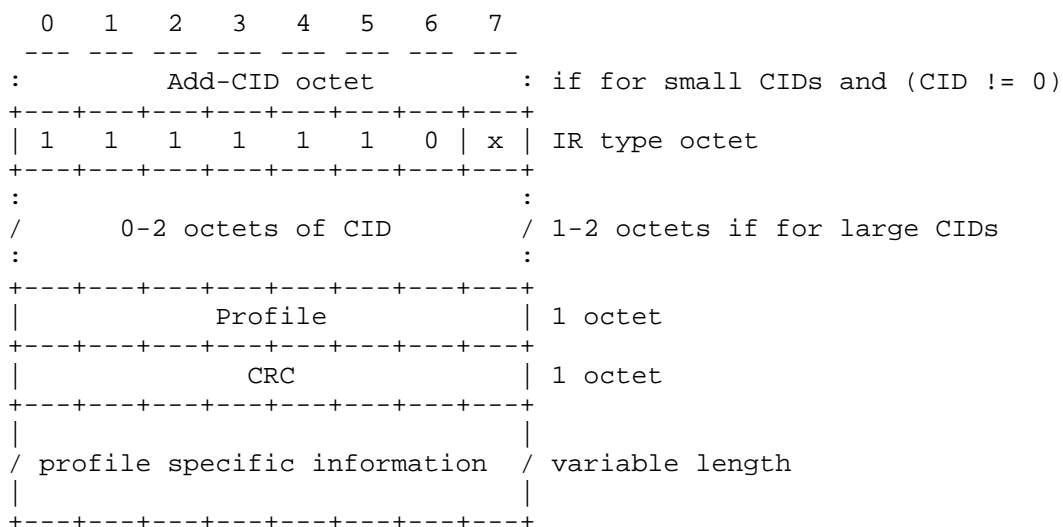 0   1   2   3   4   5   6   7
 --- --- --- --- --- --- --- ---
:         Add-CID octet         : if for small CIDs and (CID != 0)
+---+---+---+---+---+---+---+---+
| 1   1   1   1   1   1   0 | x | IR type octet
+---+---+---+---+---+---+---+---+
:                               :
/      0-2 octets of CID        / 1-2 octets if for large CIDs
:                               :
+---+---+---+---+---+---+---+---+
|            Profile            | 1 octet
+---+---+---+---+---+---+---+---+
|              CRC              | 1 octet
+---+---+---+---+---+---+---+---+
|                               |
/ profile specific information  / variable length
|                               |
+---+---+---+---+---+---+---+---+